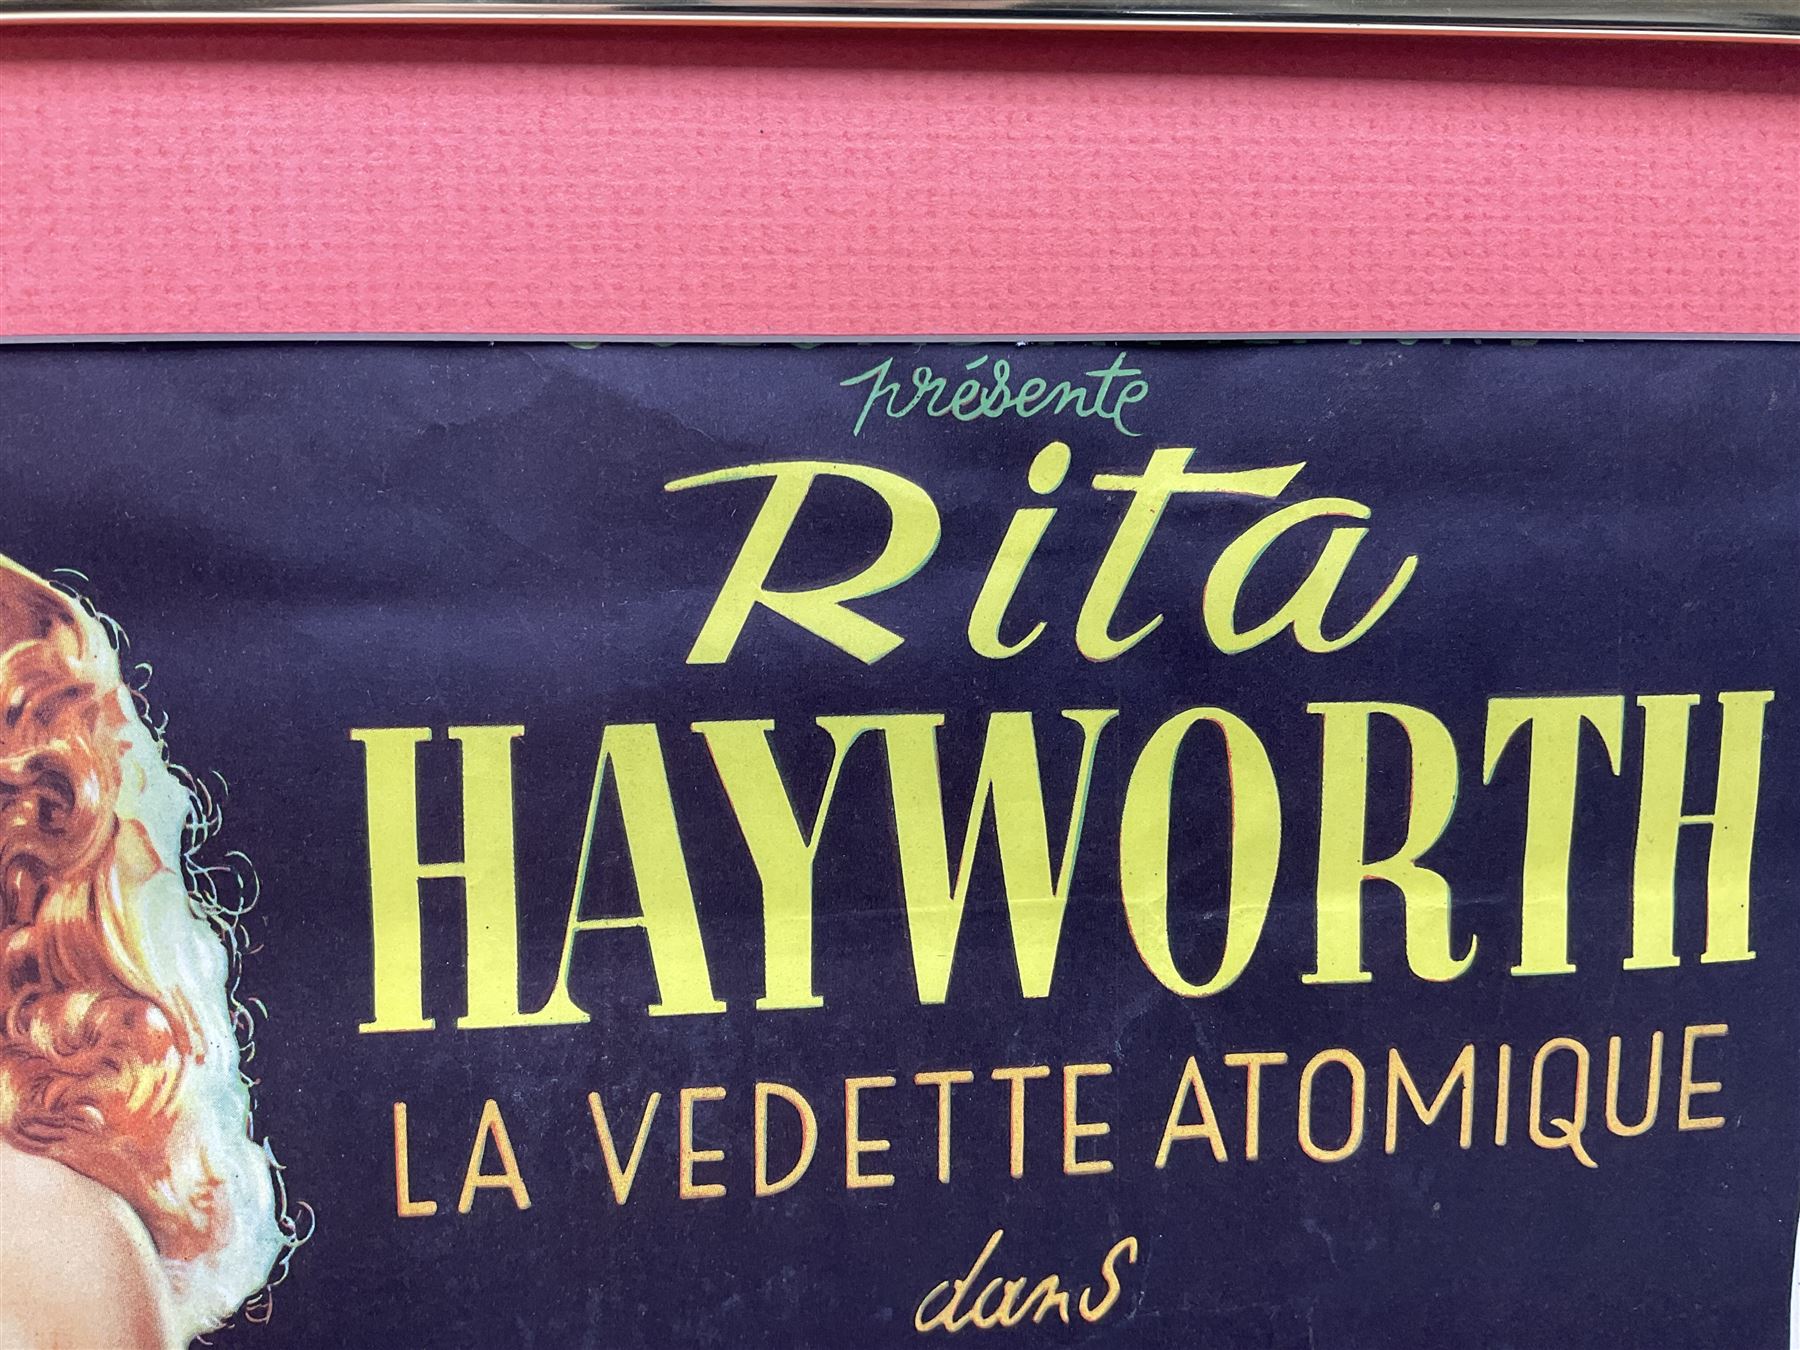 présente
Rita
HAYWORTH
LA VEDETTE ATOMIQUE
dans